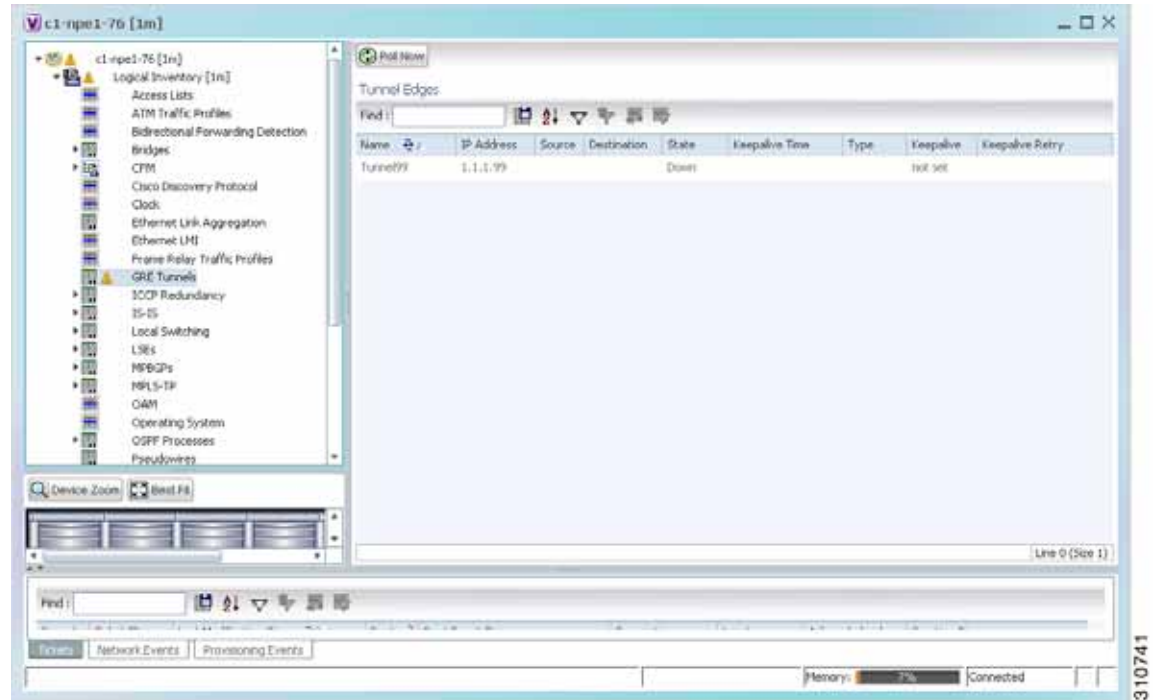 c1-npe1-76 [1m]
c1-npe1-76 [1m]
Logical Inventory [1m]
Access Lists
ATM Traffic Profiles
Bidirectional Forwarding Detection
Bridges
CFM
Cisco Discovery Protocol
Clock
Ethernet Link Aggregation
Ethernet LMI
Frame Relay Traffic Profiles
GRE Tunnels
ICCP Redundancy
IS-IS
Local Switching
LSEs
MPBGPs
MPLS-TP
OAM
Operating System
OSPF Processes
Pseudowires
Device Zoom Best Fit
Poll Now
Tunnel Edges
Find :
Name IP Address Source Destination State Keepalive Time Type Keepalive Keepalive Retry
Tunnel99 1.1.1.99 Down not set
Line 0 (Size 1)
Find :
Tickets Network Events Provisioning Events
Memory: 7% Connected
310741